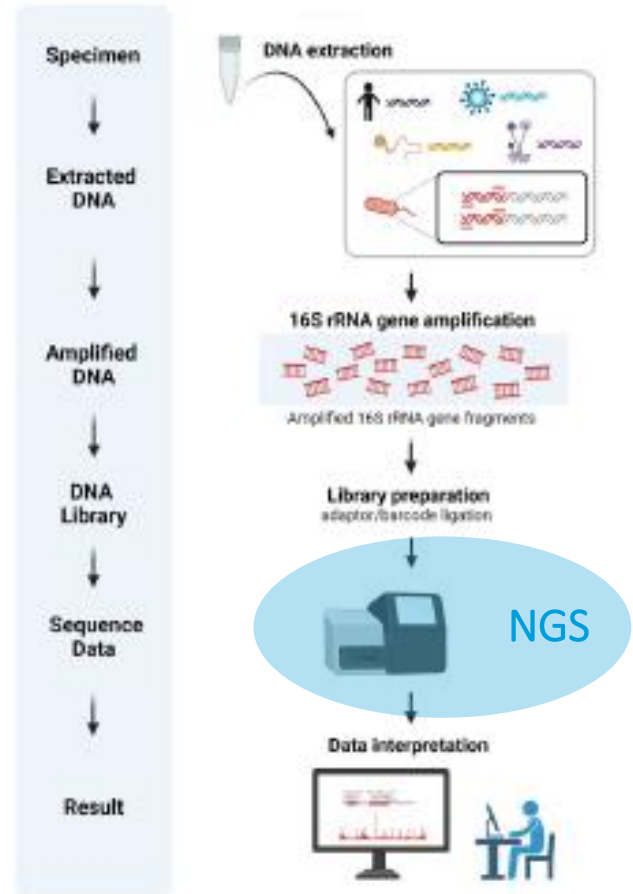 Specimen
DNA extraction
Extracted
DNA
16S rRNA gene amplification
Amplified
DNA
Amplified 16S rRNA gene fragments
DNA
Library
Library preparation
adaptor/barcode ligation
NGS
Sequence
Data
Data interpretation
Result